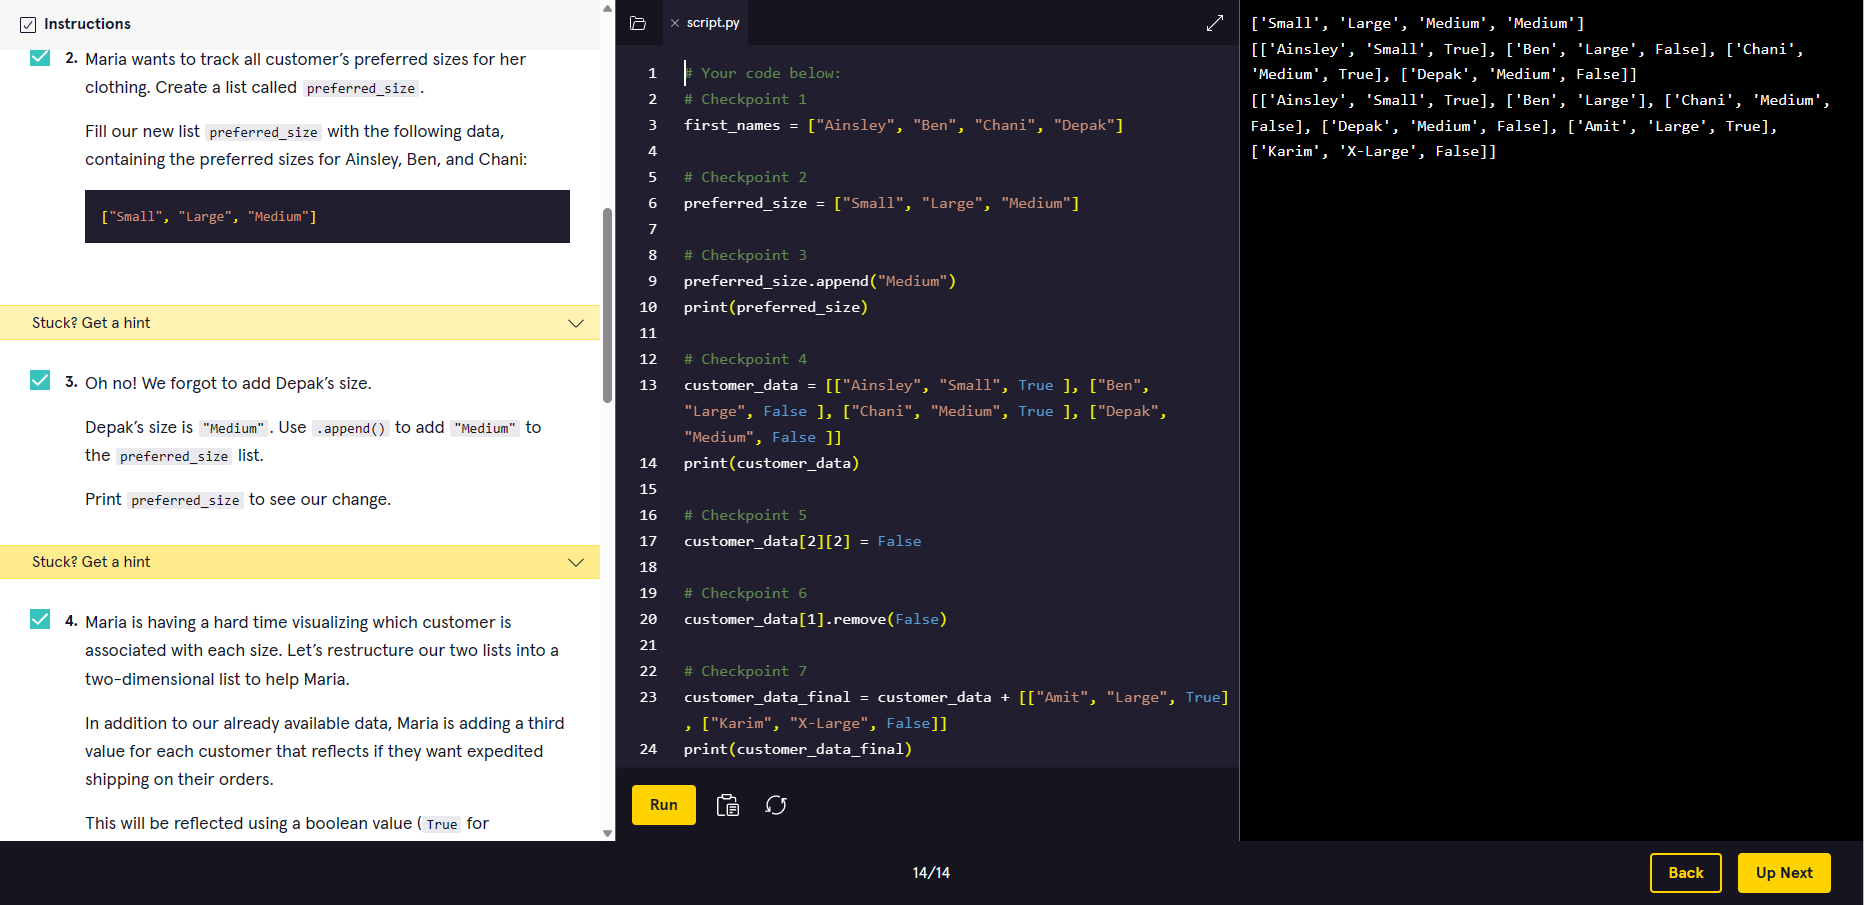 Instructions
2. Maria wants to track all customer’s preferred sizes for her
clothing. Create a list called preferred_size.
Fill our new list preferred_size with the following data,
containing the preferred sizes for Ainsley, Ben, and Chani:
["Small", "Large", "Medium"]
Stuck? Get a hint
3. Oh no! We forgot to add Depak’s size.
Depak’s size is "Medium". Use .append() to add "Medium" to
the preferred_size list.
Print preferred_size to see our change.
Stuck? Get a hint
4. Maria is having a hard time visualizing which customer is
associated with each size. Let’s restructure our two lists into a
two-dimensional list to help Maria.
In addition to our already available data, Maria is adding a third
value for each customer that reflects if they want expedited
shipping on their orders.
This will be reflected using a boolean value (True for
script.py
1 # Your code below:
2 # Checkpoint 1
3 first_names = ["Ainsley", "Ben", "Chani", "Depak"]
4
5 # Checkpoint 2
6 preferred_size = ["Small", "Large", "Medium"]
7
8 # Checkpoint 3
9 preferred_size.append("Medium")
10 print(preferred_size)
11
12 # Checkpoint 4
13 customer_data = [["Ainsley", "Small", True ], ["Ben",
"Large", False ], ["Chani", "Medium", True ], ["Depak",
"Medium", False ]]
14 print(customer_data)
15
16 # Checkpoint 5
17 customer_data[2][2] = False
18
19 # Checkpoint 6
20 customer_data[1].remove(False)
21
22 # Checkpoint 7
23 customer_data_final = customer_data + [["Amit", "Large", True]
, ["Karim", "X-Large", False]]
24 print(customer_data_final)
Run
['Small', 'Large', 'Medium', 'Medium']
[['Ainsley', 'Small', True], ['Ben', 'Large', False], ['Chani',
'Medium', True], ['Depak', 'Medium', False]]
[['Ainsley', 'Small', True], ['Ben', 'Large'], ['Chani', 'Medium',
False], ['Depak', 'Medium', False], ['Amit', 'Large', True],
['Karim', 'X-Large', False]]
14/14
Back
Up Next